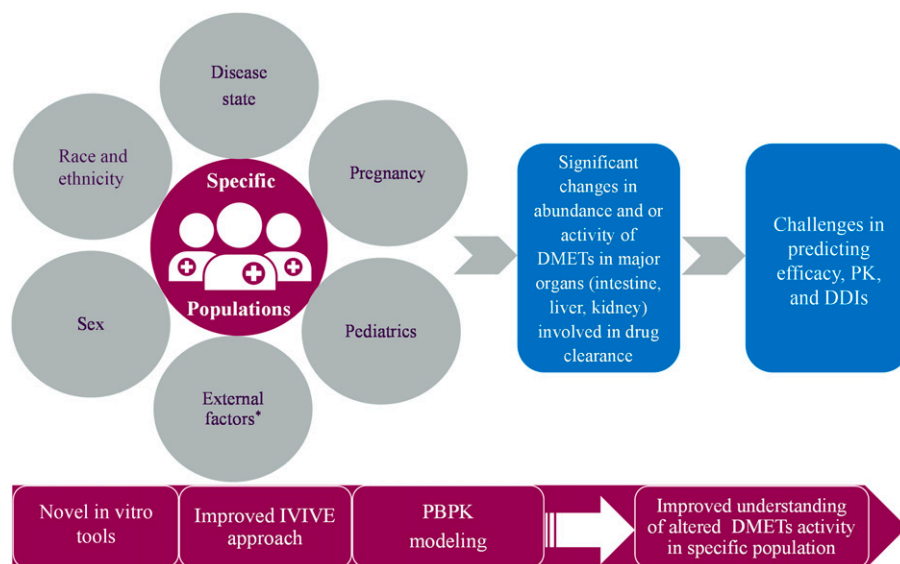 Disease
state
Race and
ethnicity
Specific
Populations
Pregnancy
Sex
Pediatrics
External
factors*
Significant
changes in
abundance and or
activity of
DMETs in major
organs (intestine,
liver, kidney)
involved in drug
clearance
Challenges in
predicting
efficacy, PK,
and DDIs
Novel in vitro
tools
Improved IVIVE
approach
PBPK
modeling
Improved understanding
of altered DMETs activity
in specific population